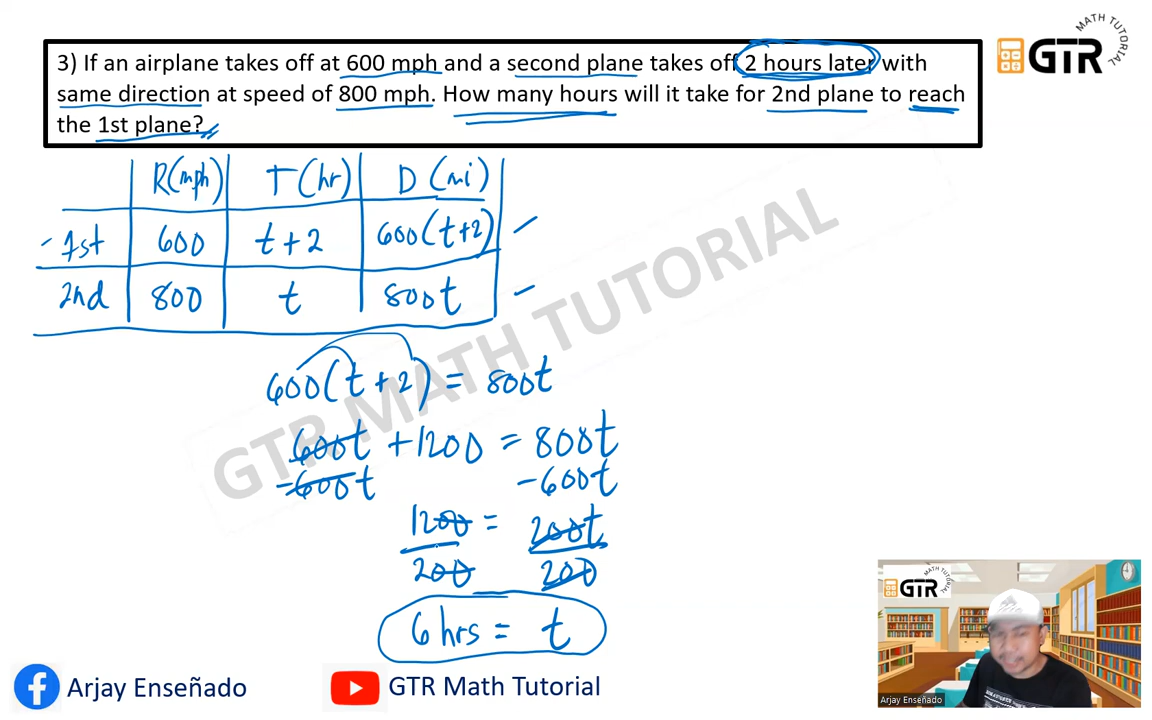 3) If an airplane takes off at 600 mph and a second plane takes off 2 hours later with
same direction at speed of 800 mph. How many hours will it take for 2nd plane to reach
the 1st plane?
MATH TUTORIAL
GTR
R(mph) T(hr) D(mi)
1st 600 t+2 600(t+2)
2nd 800 t 800t
600(t+2) = 800t
600t +1200 = 800t
-600t -600t
1200 = 200t
200 200
6 hrs = t
GTR MATH TUTORIAL
GTR
MATH TUTORIAL
Arjay Enseñado
Arjay Enseñado
GTR Math Tutorial